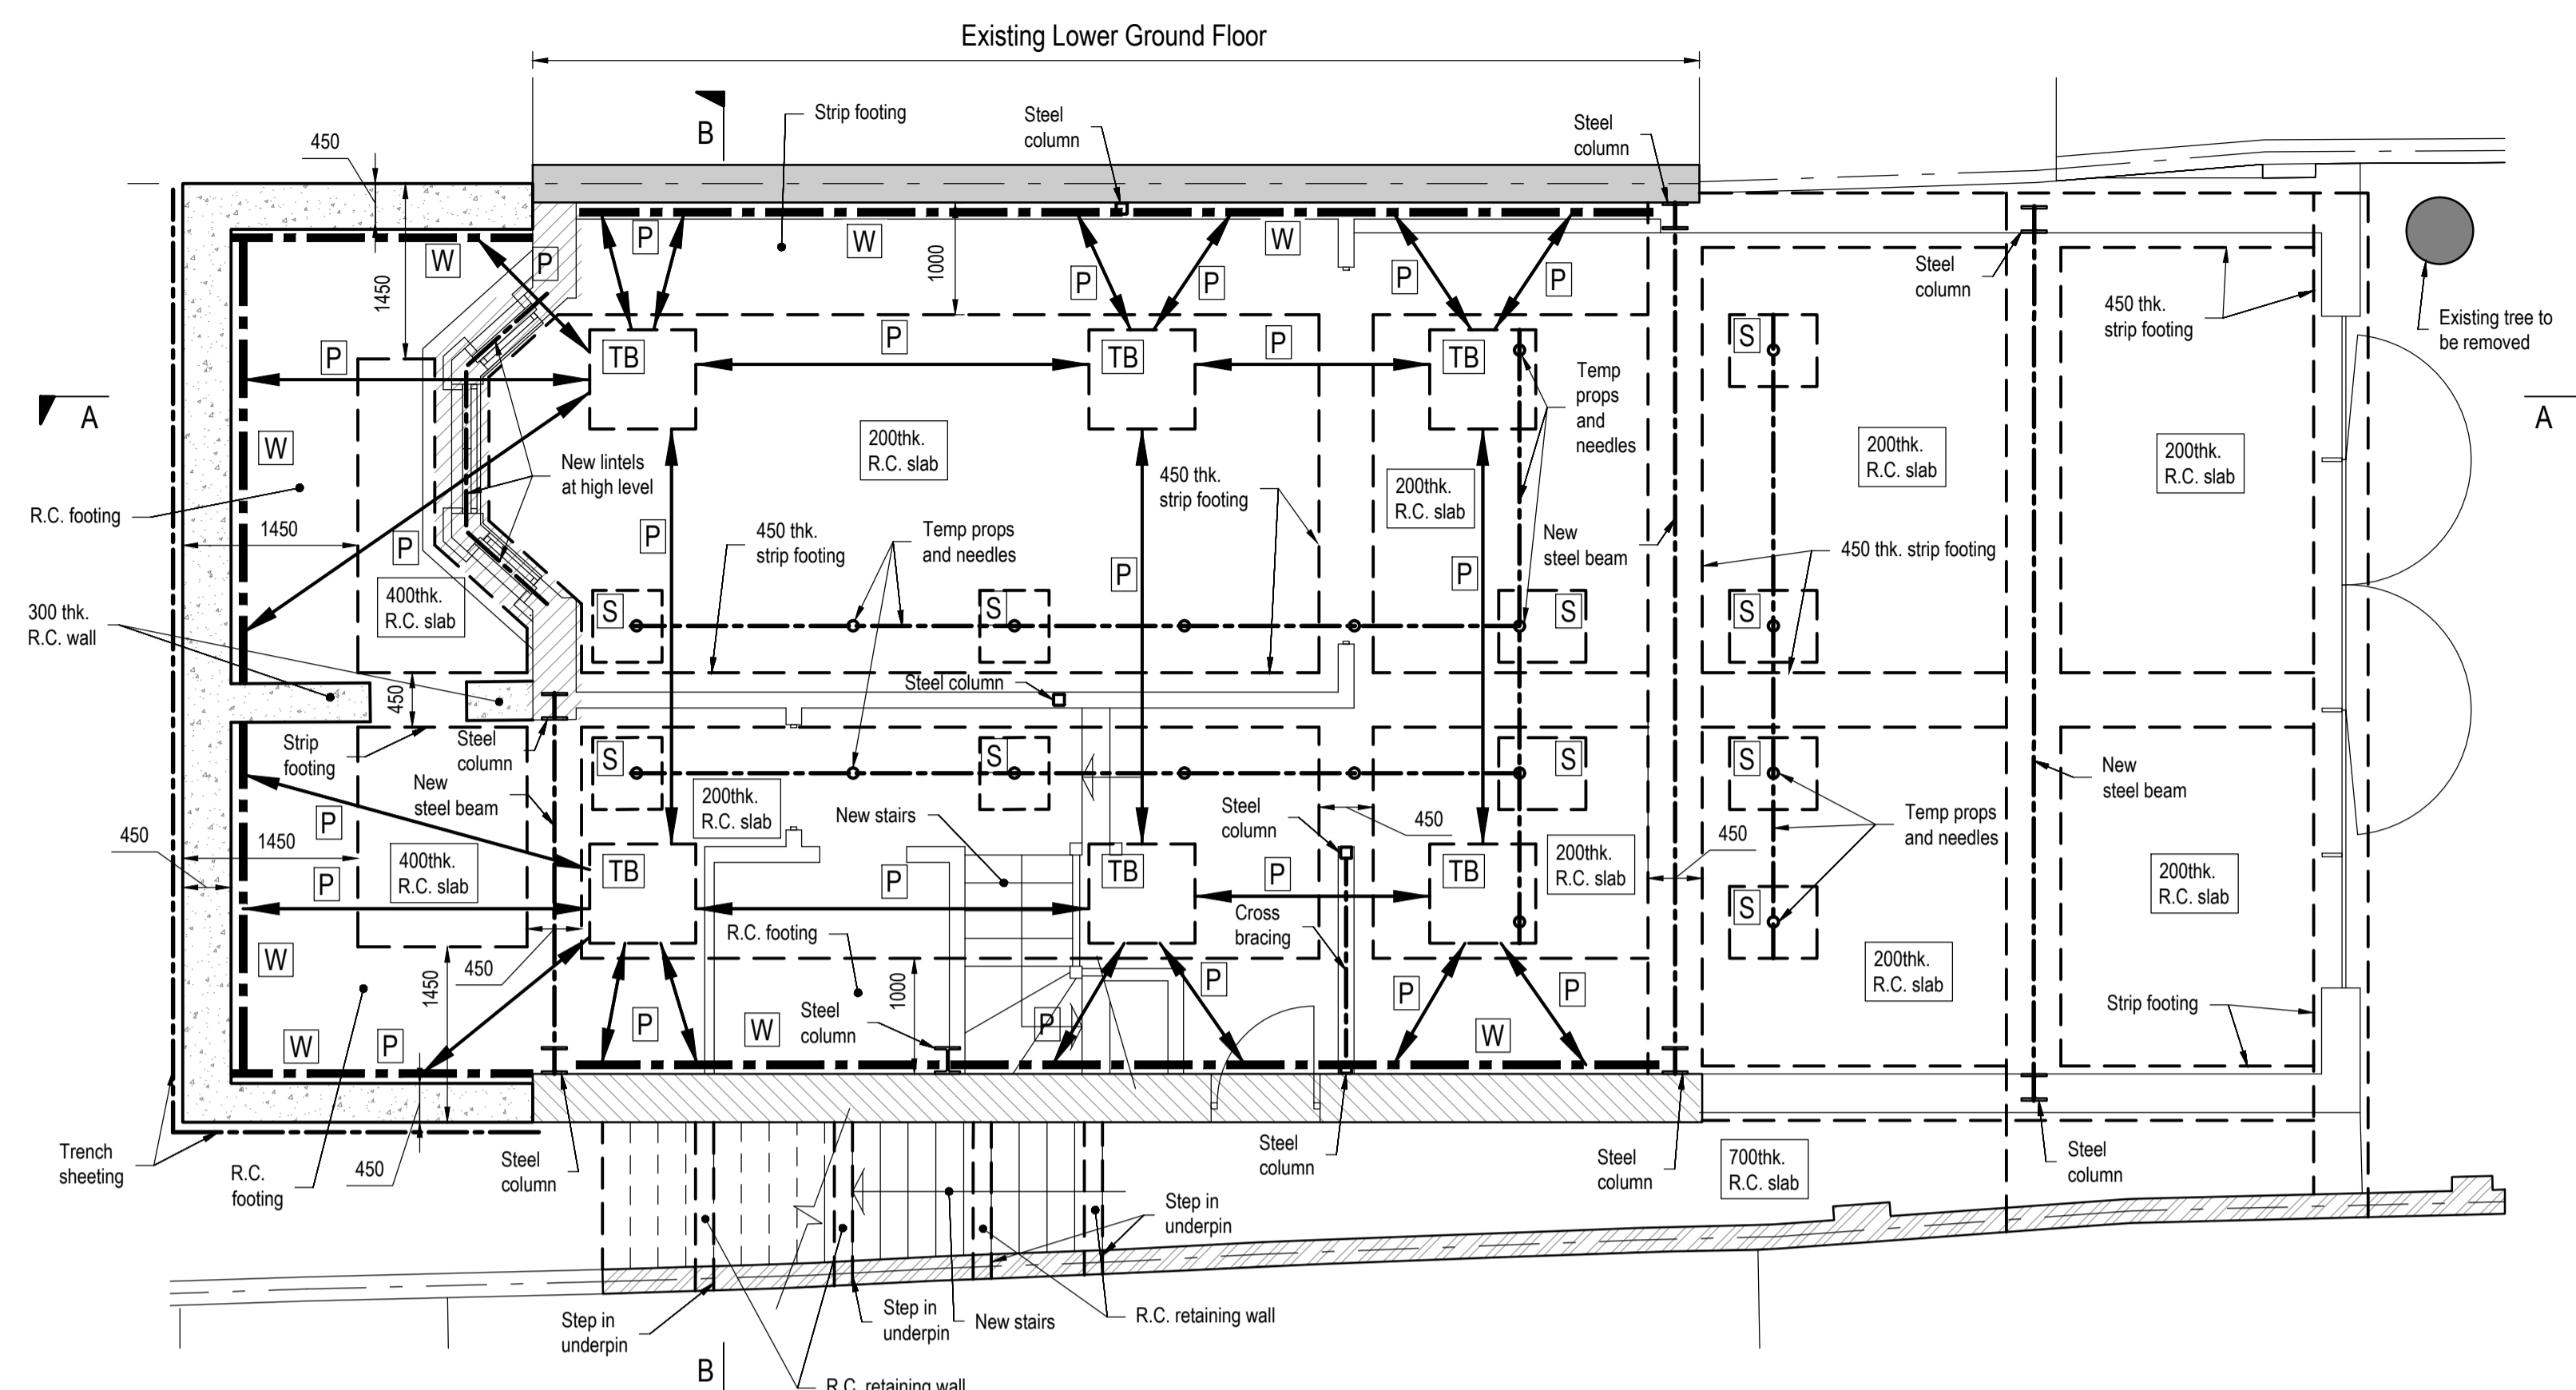 Existing Lower Ground Floor
B
Strip footing
Steel
column
Steel
column
450
W
P
P
W
1000
W
P
P
P
P
1450
Steel
column
450 thk.
strip footing
Existing tree to
be removed
A
P
TB
P
TB
P
TB
S
Temp
props
and
needles
A
W
200thk.
R.C. slab
New lintels
at high level
450 thk.
strip footing
200thk.
R.C. slab
200thk.
R.C. slab
200thk.
R.C. slab
R.C. footing
1450
P
P
450 thk.
strip footing
Temp props
and needles
P
P
New
steel beam
450 thk. strip footing
400thk.
R.C. slab
300 thk.
R.C. wall
S
S
S
S
450
Steel column
Strip
footing
Steel
column
New
steel beam
S
S
S
S
200thk.
R.C. slab
New stairs
Steel
column
450
450
Temp props
and needles
New
steel beam
450
1450
P
P
400thk.
R.C. slab
TB
P
TB
P
TB
200thk.
R.C. slab
S
200thk.
R.C. slab
W
450
1450
R.C. footing
1000
Cross
bracing
200thk.
R.C. slab
Strip footing
W
P
P
W
Steel
column
P
P
P
P
W
Trench
sheeting
R.C.
footing
450
Steel
column
Steel
column
Steel
column
700thk.
R.C. slab
Steel
column
Step in
underpin
Step in
underpin
Step in
underpin
New stairs
R.C. retaining wall
B
R.C. retaining wall